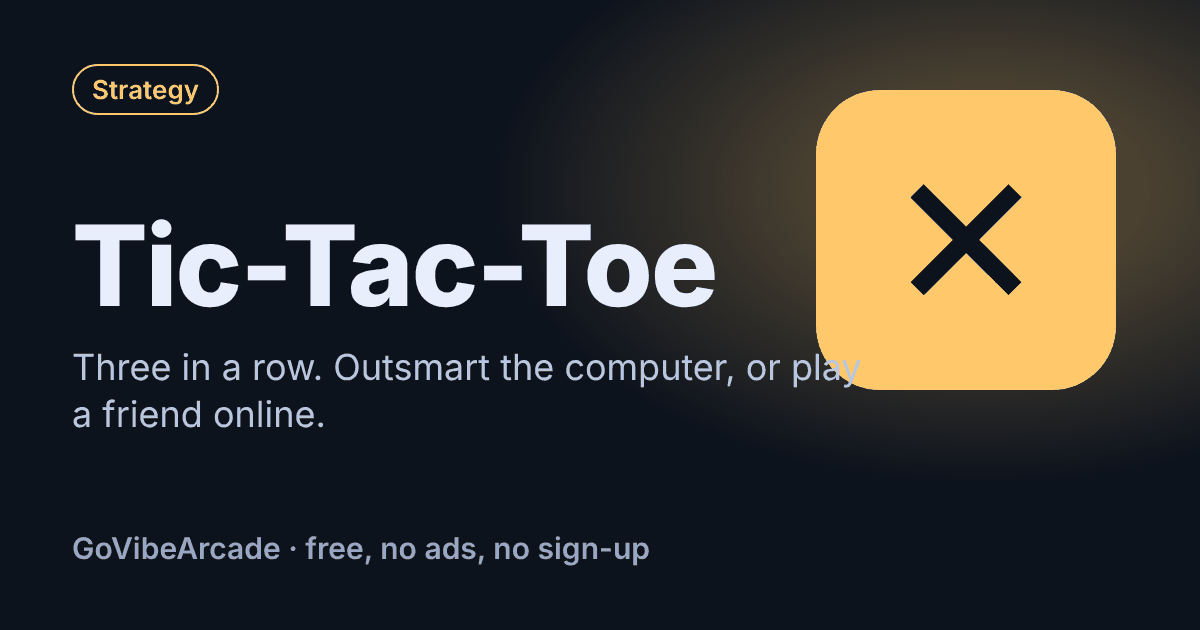 Strategy
Tic-Tac-Toe
Three in a row. Outsmart the computer, or play
a friend online.
GoVibeArcade · free, no ads, no sign-up